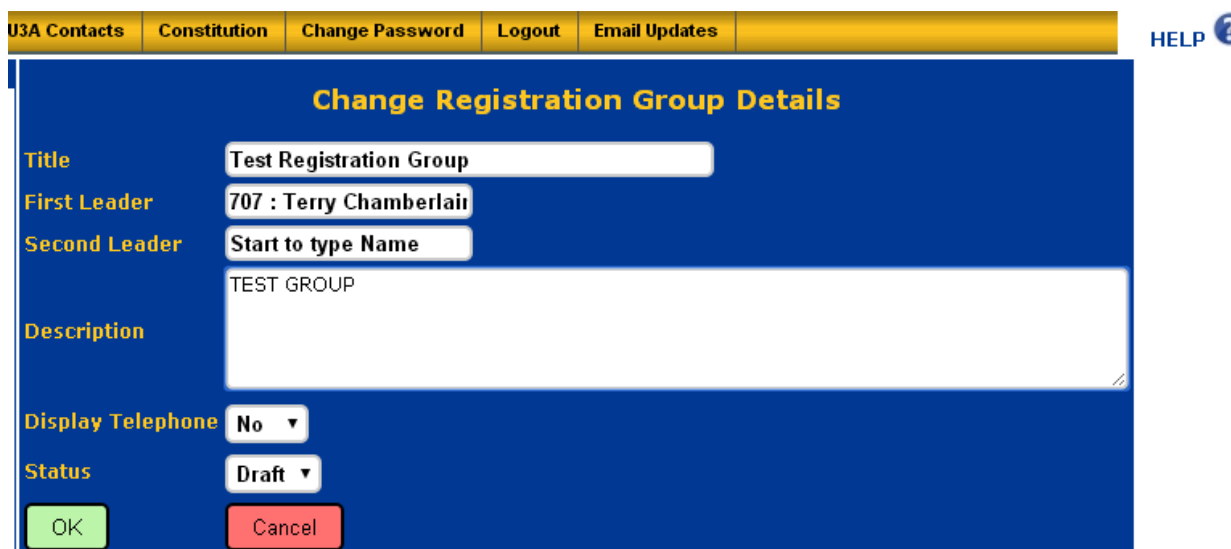 U3A Contacts Constitution Change Password Logout Email Updates
HELP ?
Change Registration Group Details
Title Test Registration Group
First Leader 707 : Terry Chamberlain
Second Leader Start to type Name
Description TEST GROUP
Display Telephone No
Status Draft
OK Cancel